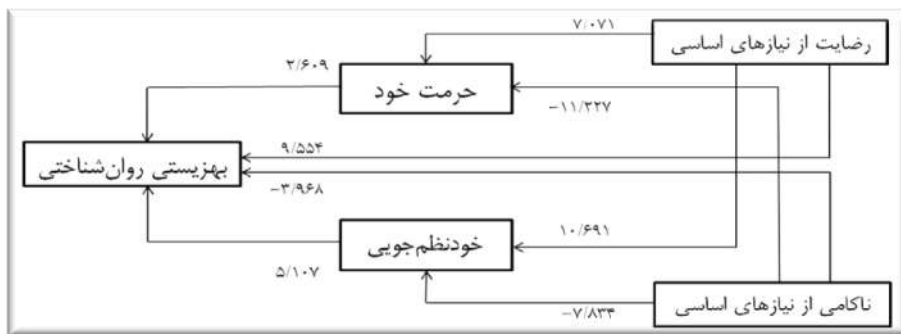 ۷/۰۷۱
رضایت از نیازهای اساسی
۲/۶۰۹
حرمت خود
-۱۱/۳۲۷
۹/۵۵۴
بهزیستی روان‌شناختی
-۳/۹۶۸
۱۰/۶۹۱
خودنظم‌جویی
۵/۱۰۷
ناکامی از نیازهای اساسی
-۷/۸۳۴